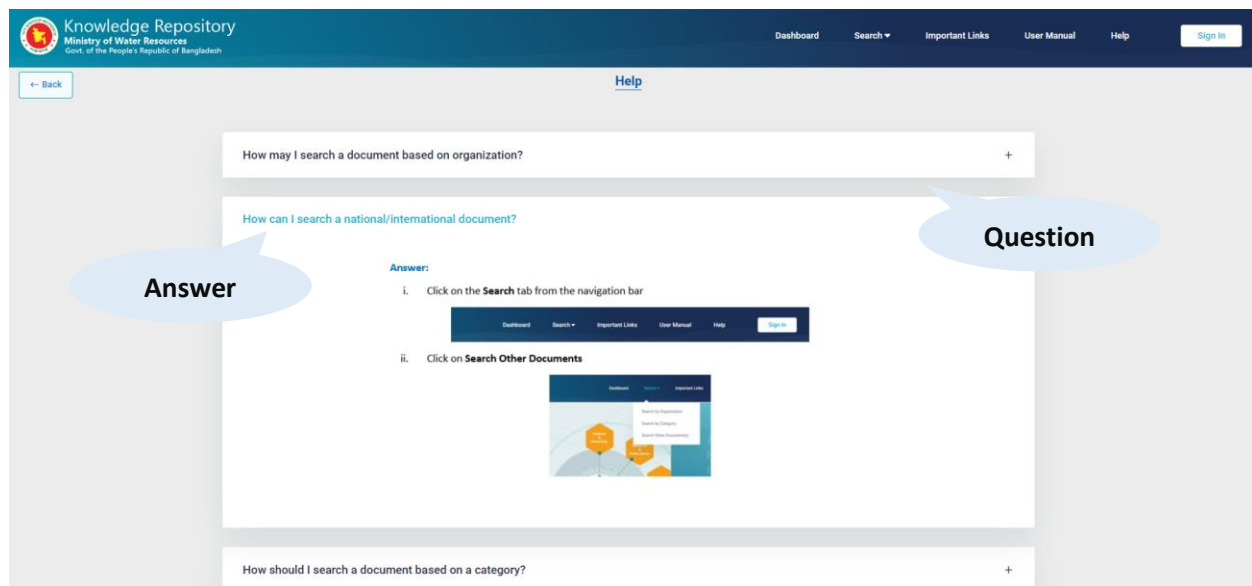 Knowledge Repository
Ministry of Water Resources
Govt. of the People's Republic of Bangladesh
Dashboard Search Important Links User Manual Help Sign In
← Back
Help
How may I search a document based on organization? +
How can I search a national/international document?
Question
Answer
Answer:
i. Click on the Search tab from the navigation bar
Dashboard Search Important Links User Manual Help Sign In
ii. Click on Search Other Documents
Dashboard Search Important Links
Search by Organization
Search by Category
Search Other Document(s)
How should I search a document based on a category? +